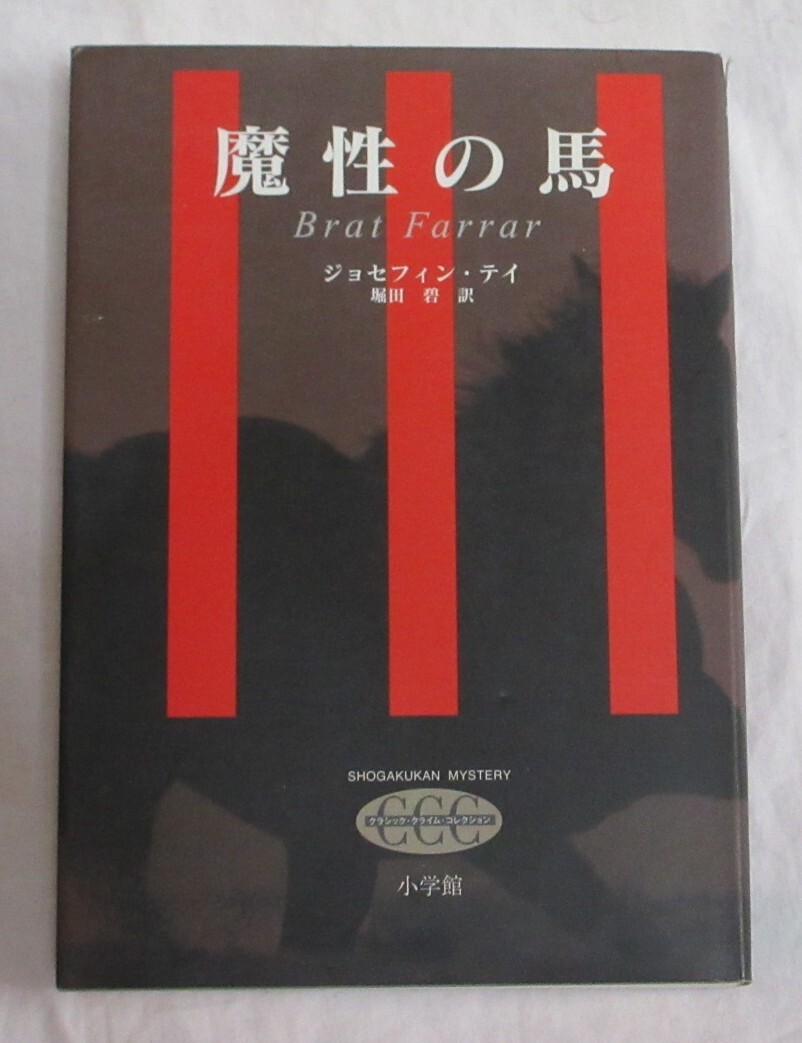 魔性の馬
Brat Farrar
ジョセフィン・テイ
堀田 碧 訳
SHOGAKUKAN MYSTERY
CCC
クラシック・クライム・コレクション
小学館